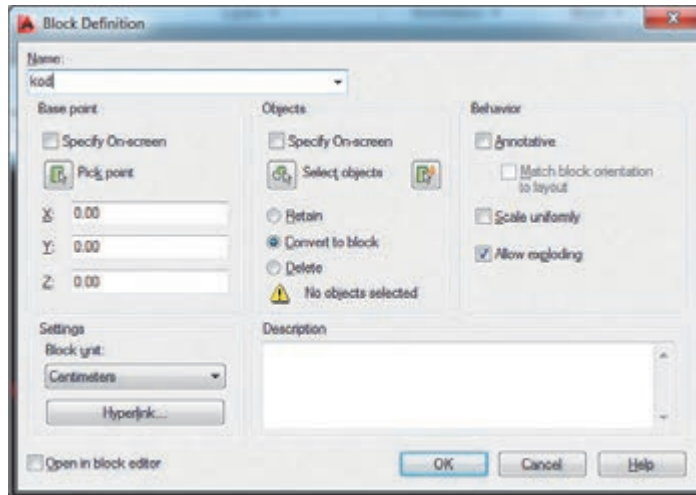 Block Definition
Name:
kod
Base point
Specify On-screen
Pick point
X: 0.00
Y: 0.00
Z: 0.00
Objects
Specify On-screen
Select objects
Retain
Convert to block
Delete
No objects selected
Behavior
Annotative
Match block orientation
to layout
Scale uniformly
Allow exploding
Settings
Block unit:
Centimeters
Hyperlink...
Description
Open in block editor
OK
Cancel
Help